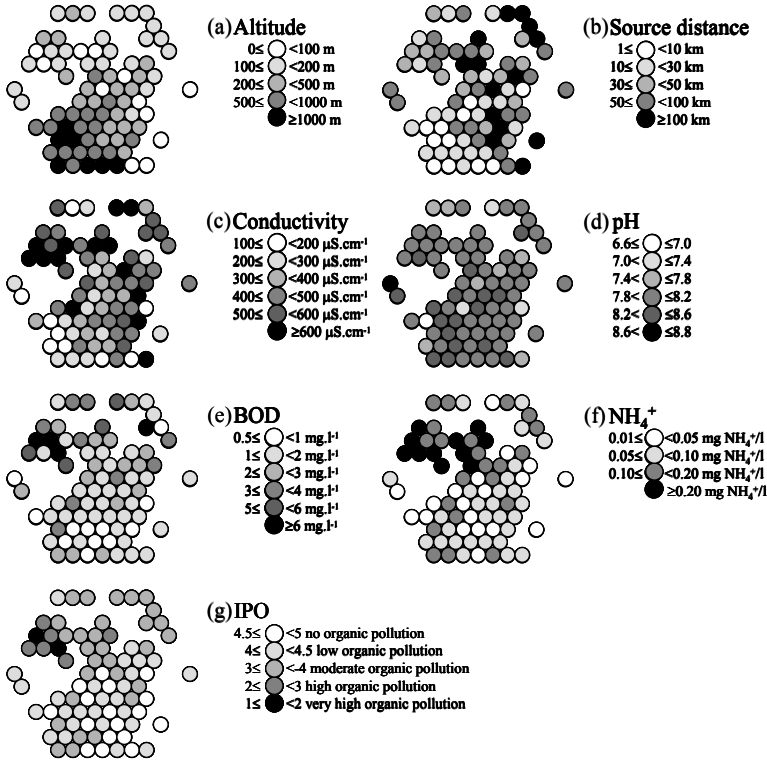 (a) Altitude
0≤ <100 m
100≤ <200 m
200≤ <500 m
500≤ <1000 m
≥1000 m
(b) Source distance
1≤ <10 km
10≤ <30 km
30≤ <50 km
50≤ <100 km
≥100 km
(c) Conductivity
100≤ <200 µS.cm⁻¹
200≤ <300 µS.cm⁻¹
300≤ <400 µS.cm⁻¹
400≤ <500 µS.cm⁻¹
500≤ <600 µS.cm⁻¹
≥600 µS.cm⁻¹
(d) pH
6.6≤ ≤7.0
7.0< ≤7.4
7.4< ≤7.8
7.8< ≤8.2
8.2< ≤8.6
8.6< ≤8.8
(e) BOD
0.5≤ <1 mg.l⁻¹
1≤ <2 mg.l⁻¹
2≤ <3 mg.l⁻¹
3≤ <4 mg.l⁻¹
5≤ <6 mg.l⁻¹
≥6 mg.l⁻¹
(f) NH₄⁺
0.01≤ <0.05 mg NH₄⁺/l
0.05≤ <0.10 mg NH₄⁺/l
0.10≤ <0.20 mg NH₄⁺/l
≥0.20 mg NH₄⁺/l
(g) IPO
4.5≤ <5 no organic pollution
4≤ <4.5 low organic pollution
3≤ <-4 moderate organic pollution
2≤ <3 high organic pollution
1≤ <2 very high organic pollution